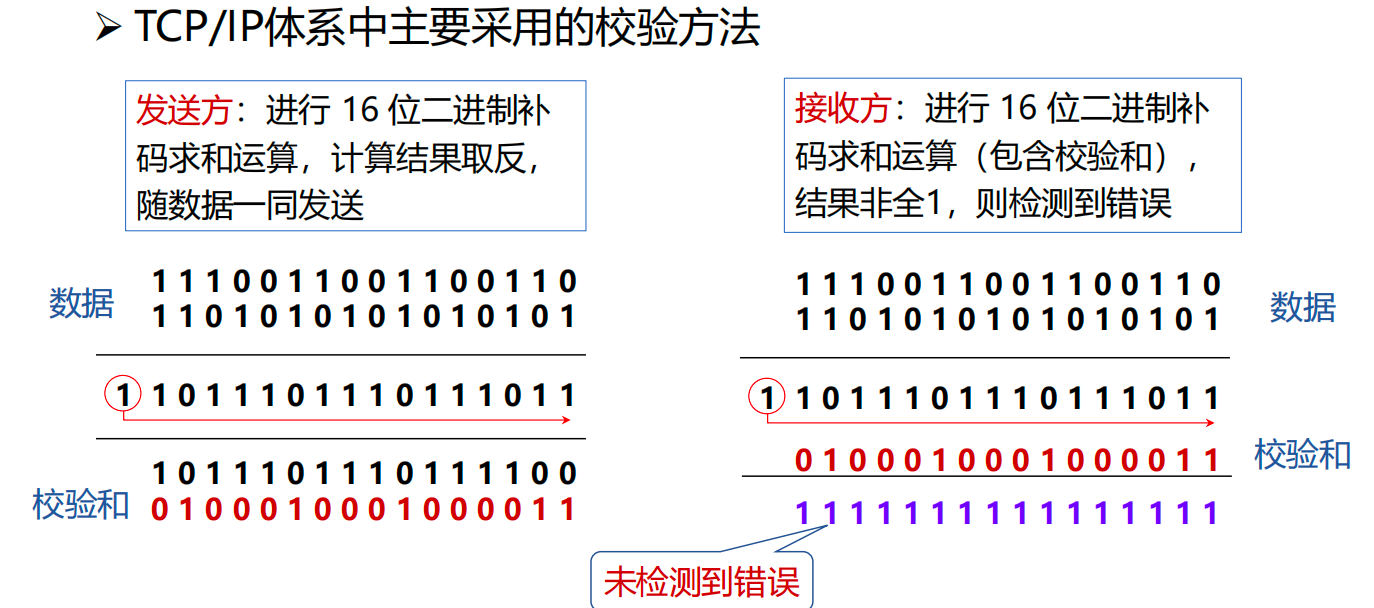 ➢ TCP/IP体系中主要采用的校验方法
发送方：进行 16 位二进制补
码求和运算，计算结果取反，
随数据一同发送
接收方：进行 16 位二进制补
码求和运算（包含校验和），
结果非全1，则检测到错误
数据
1 1 1 0 0 1 1 0 0 1 1 0 0 1 1 0
1 1 0 1 0 1 0 1 0 1 0 1 0 1 0 1
1 1 0 1 1 1 0 1 1 1 0 1 1 1 0 1 1
1 0 1 1 1 0 1 1 1 0 1 1 1 1 0 0
校验和 0 1 0 0 0 1 0 0 0 1 0 0 0 0 1 1
1 1 1 0 0 1 1 0 0 1 1 0 0 1 1 0
数据
1 1 0 1 0 1 0 1 0 1 0 1 0 1 0 1
1 1 0 1 1 1 0 1 1 1 0 1 1 1 0 1 1
0 1 0 0 0 1 0 0 0 1 0 0 0 0 1 1 校验和
1 1 1 1 1 1 1 1 1 1 1 1 1 1 1 1
未检测到错误